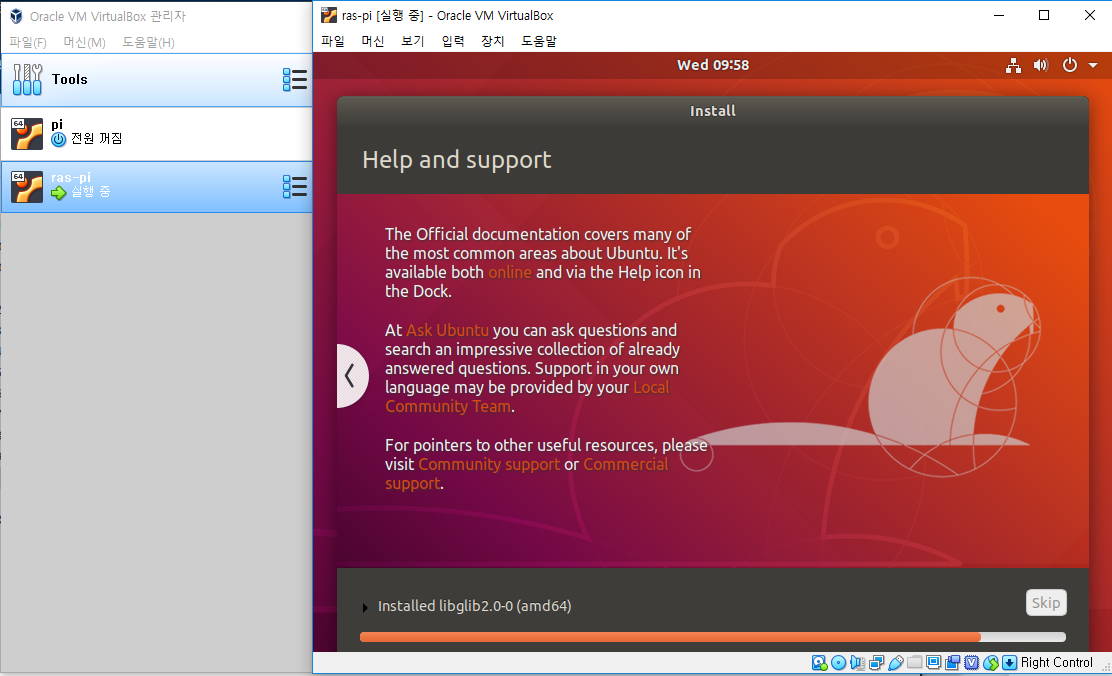 Oracle VM VirtualBox 관리자
파일(F) 머신(M) 도움말(H)
Tools
64
pi
전원 꺼짐
64
ras-pi
실행 중
ras-pi [실행 중] - Oracle VM VirtualBox
파일 머신 보기 입력 장치 도움말
Wed 09:58
Install
Help and support
The Official documentation covers many of
the most common areas about Ubuntu. It's
available both online and via the Help icon in
the Dock.
At Ask Ubuntu you can ask questions and
search an impressive collection of already
answered questions. Support in your own
language may be provided by your Local
Community Team.
For pointers to other useful resources, please
visit Community support or Commercial
support.
Installed libglib2.0-0 (amd64)
Skip
Right Control